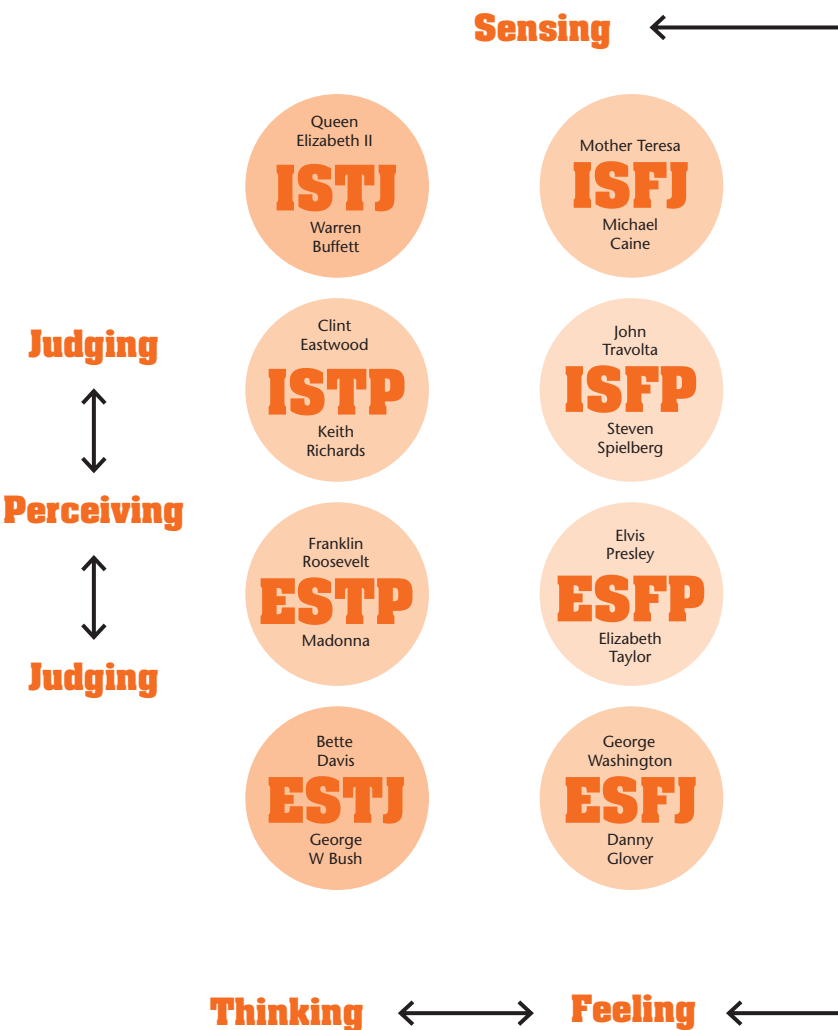 Sensing
Queen
Elizabeth II
ISTJ
Warren
Buffett
Mother Teresa
ISFJ
Michael
Caine
Judging
Clint
Eastwood
ISTP
Keith
Richards
John
Travolta
ISFP
Steven
Spielberg
Perceiving
Franklin
Roosevelt
ESTP
Madonna
Elvis
Presley
ESFP
Elizabeth
Taylor
Judging
Bette
Davis
ESTJ
George
W Bush
George
Washington
ESFJ
Danny
Glover
Thinking
Feeling